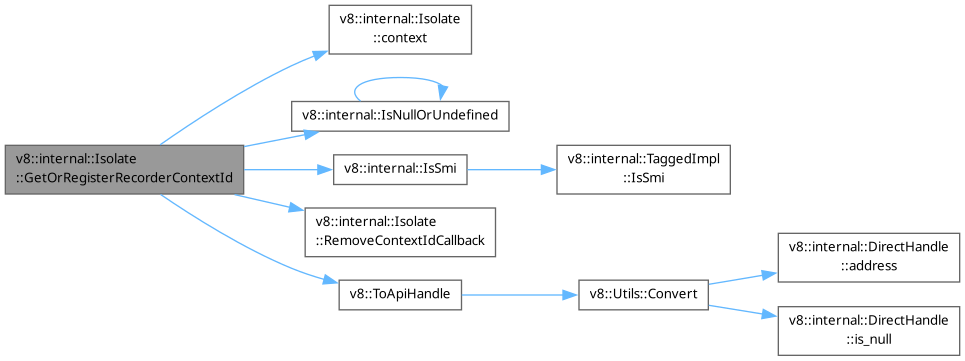 v8::internal::Isolate
::context
v8::internal::IsNullOrUndefined
v8::internal::Isolate
::GetOrRegisterRecorderContextId
v8::internal::IsSmi
v8::internal::TaggedImpl
::IsSmi
v8::internal::Isolate
::RemoveContextIdCallback
v8::internal::DirectHandle
::address
v8::ToApiHandle
v8::Utils::Convert
v8::internal::DirectHandle
::is_null